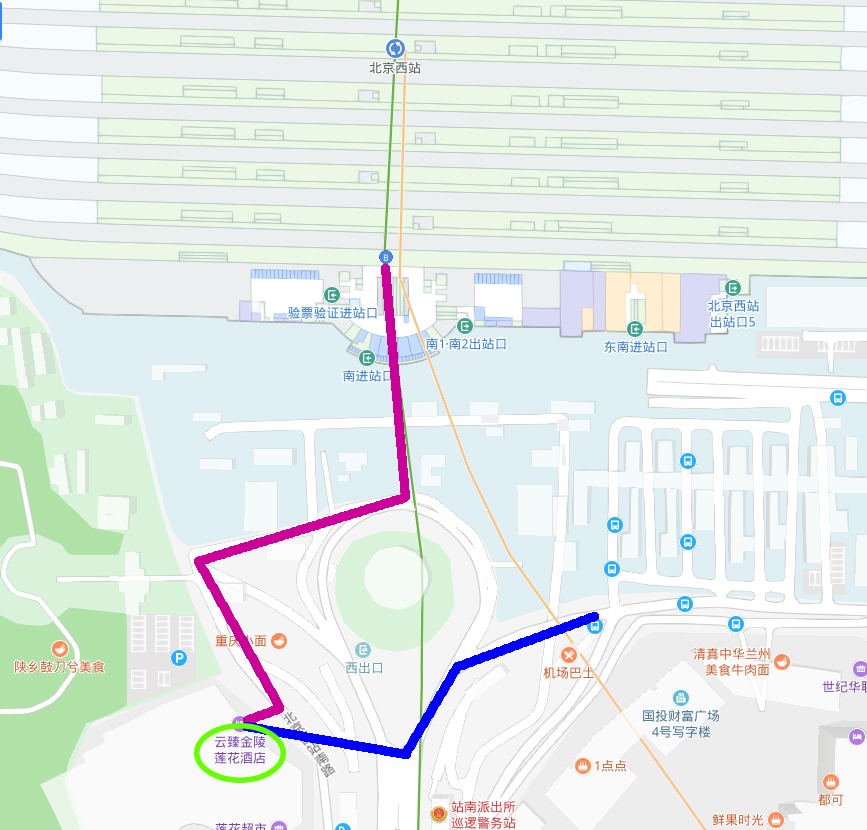 北京西站
B
验票验证进站口
南1·南2出站口
南进站口
东南进站口
北京西站
出站口5
陕乡鼓刀兮美食
P
重庆小面
西出口
机场巴士
清真中华兰州
美食牛肉面
世纪华联
国投财富广场
4号写字楼
云臻金陵
莲花酒店
1点点
都可
站南派出所
巡逻警务站
鲜果时光
莲花超市